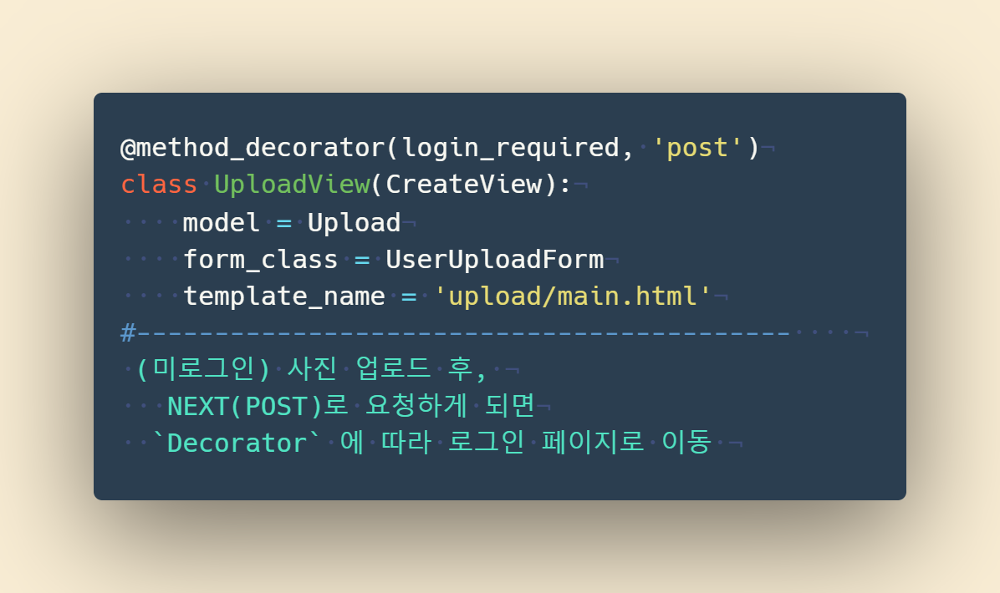 @method_decorator(login_required, 'post')
class UploadView(CreateView):
    model = Upload
    form_class = UserUploadForm
    template_name = 'upload/main.html'
#------------------------------------------
 (미로그인) 사진 업로드 후,
   NEXT(POST)로 요청하게 되면
  `Decorator` 에 따라 로그인 페이지로 이동